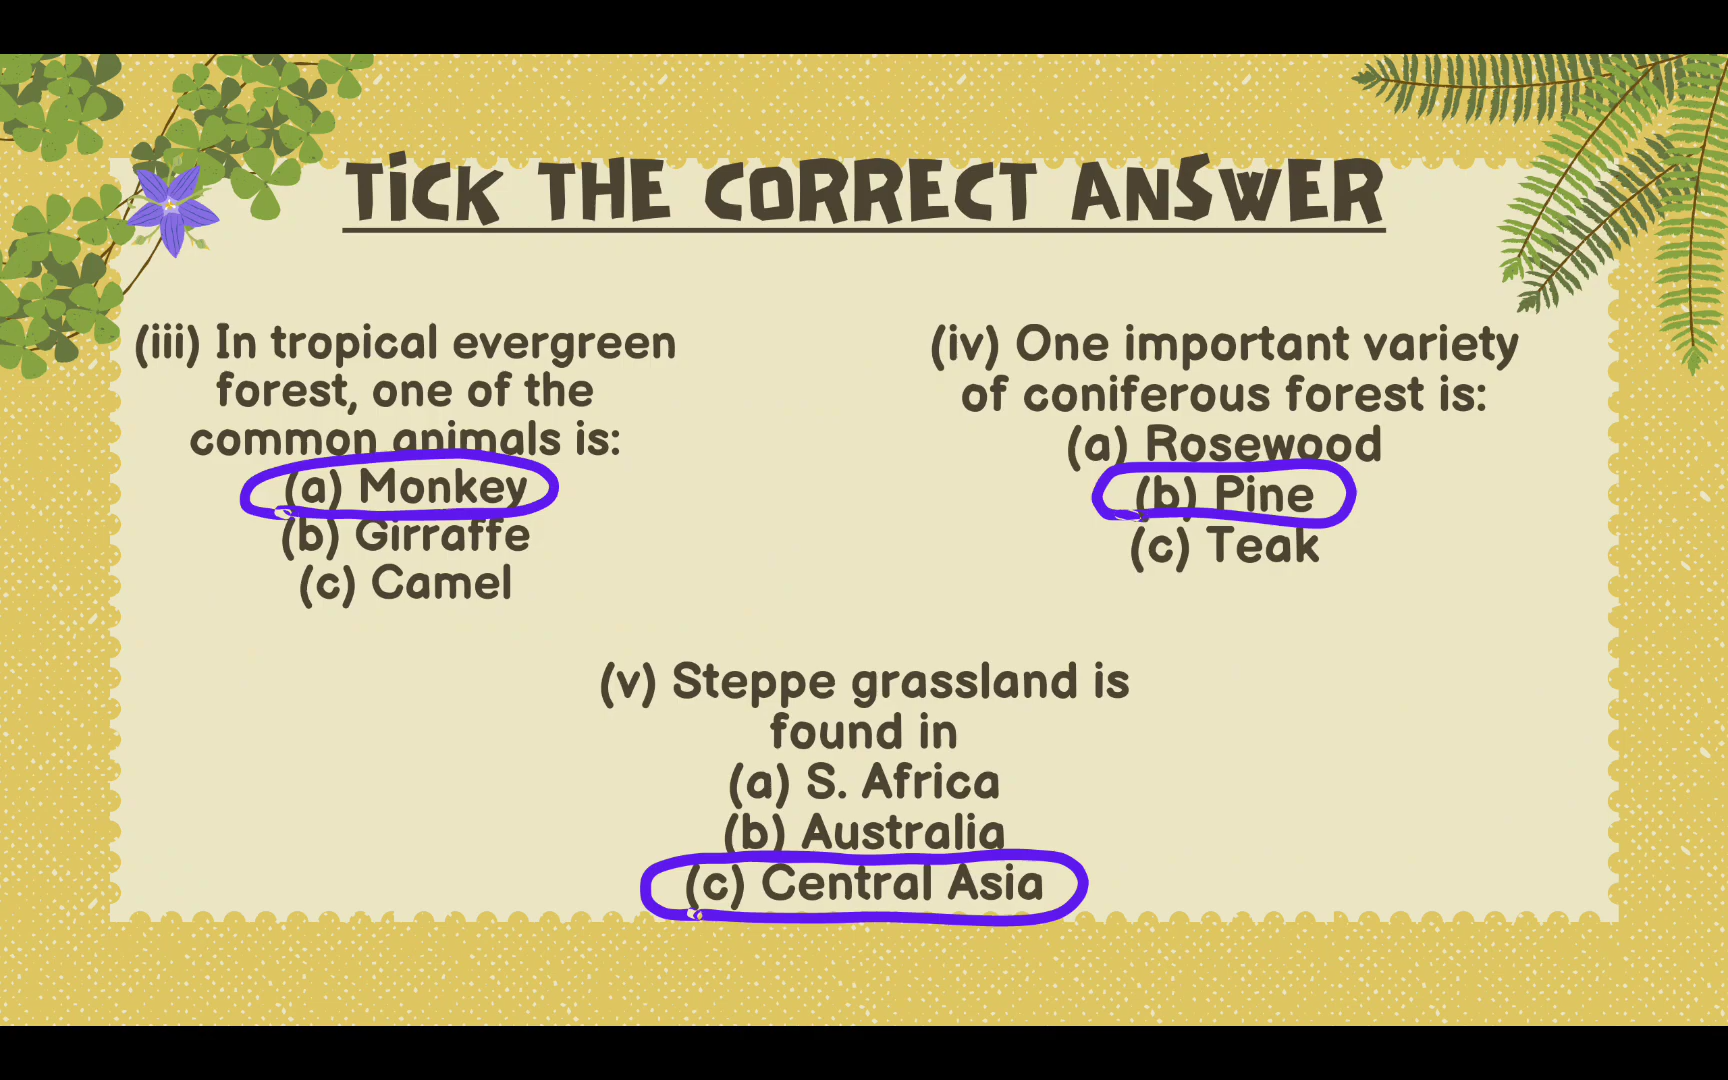 TiCK THE CORRECT ANSWER
(iii) In tropical evergreen
forest, one of the
common animals is:
(a) Monkey
(b) Girraffe
(c) Camel
(iv) One important variety
of coniferous forest is:
(a) Rosewood
(b) Pine
(c) Teak
(v) Steppe grassland is
found in
(a) S. Africa
(b) Australia
(c) Central Asia